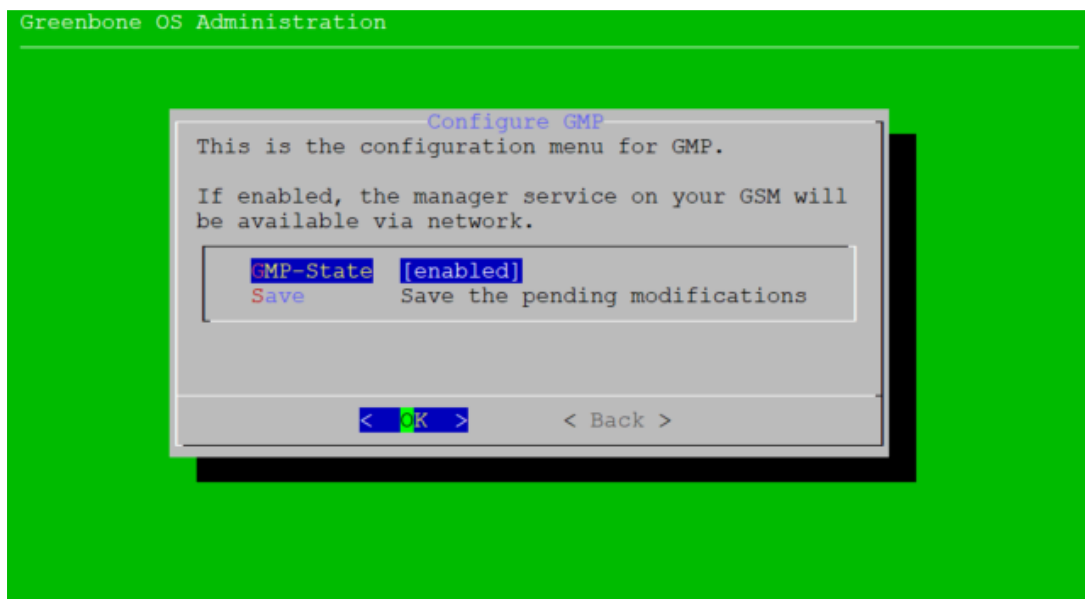 Greenbone OS Administration
Configure GMP
This is the configuration menu for GMP.
If enabled, the manager service on your GSM will
be available via network.
GMP-State [enabled]
Save Save the pending modifications
< OK > < Back >